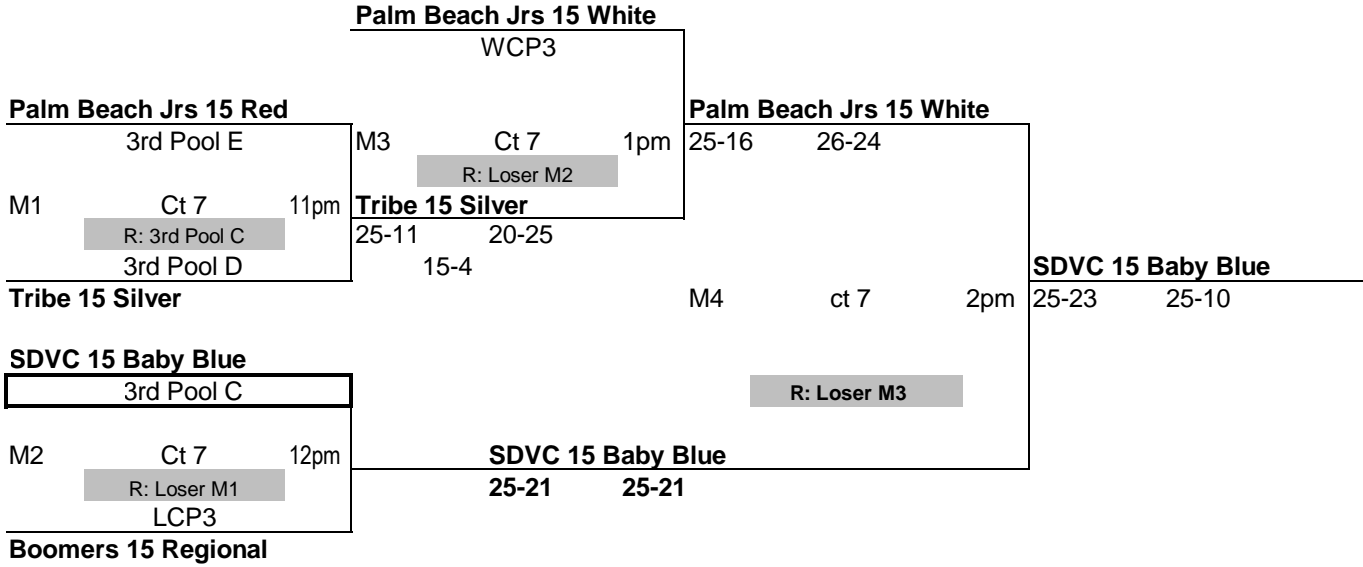 Palm Beach Jrs 15 White
WCP3
Palm Beach Jrs 15 Red Palm Beach Jrs 15 White
3rd Pool E M3 Ct 7 1pm 25-16 26-24
R: Loser M2
M1 Ct 7 11pm Tribe 15 Silver
R: 3rd Pool C 25-11 20-25
3rd Pool D 15-4 SDVC 15 Baby Blue
Tribe 15 Silver M4 ct 7 2pm 25-23 25-10
SDVC 15 Baby Blue
3rd Pool C R: Loser M3
M2 Ct 7 12pm SDVC 15 Baby Blue
R: Loser M1 25-21 25-21
LCP3
Boomers 15 Regional